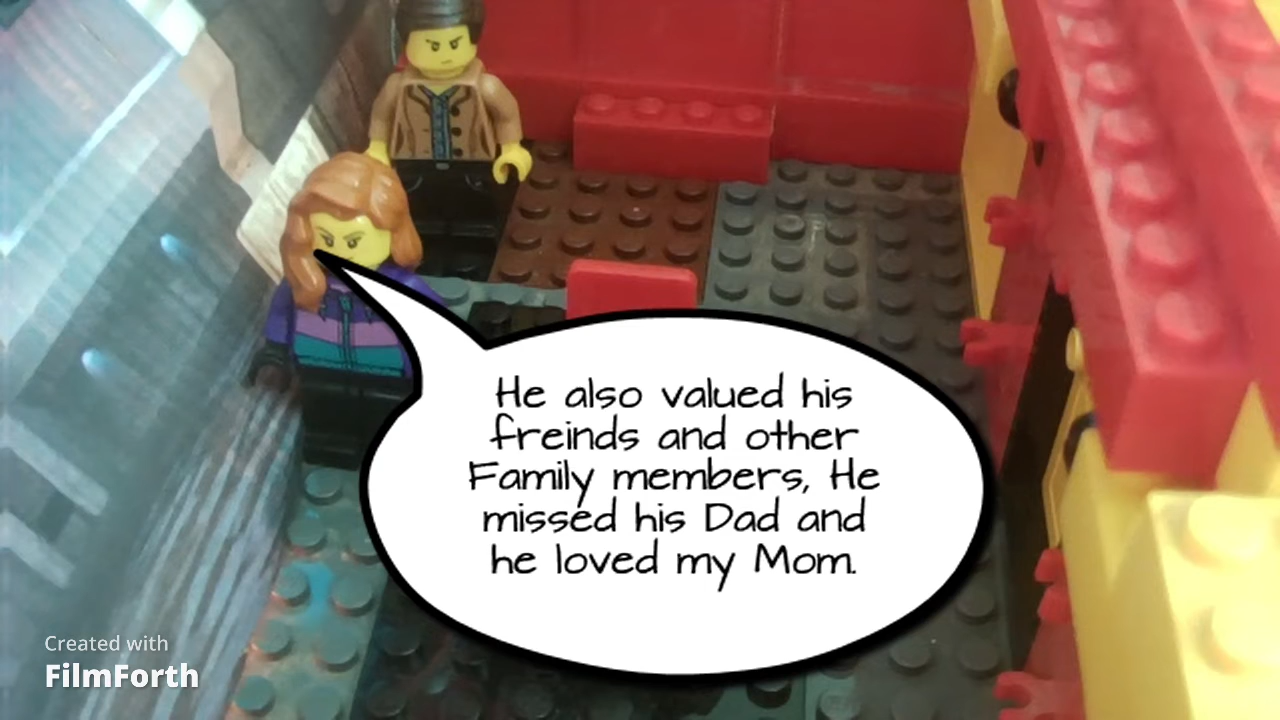 He also valued his
freinds and other
Family members, He
missed his Dad and
he loved my Mom.
Created with
FilmForth